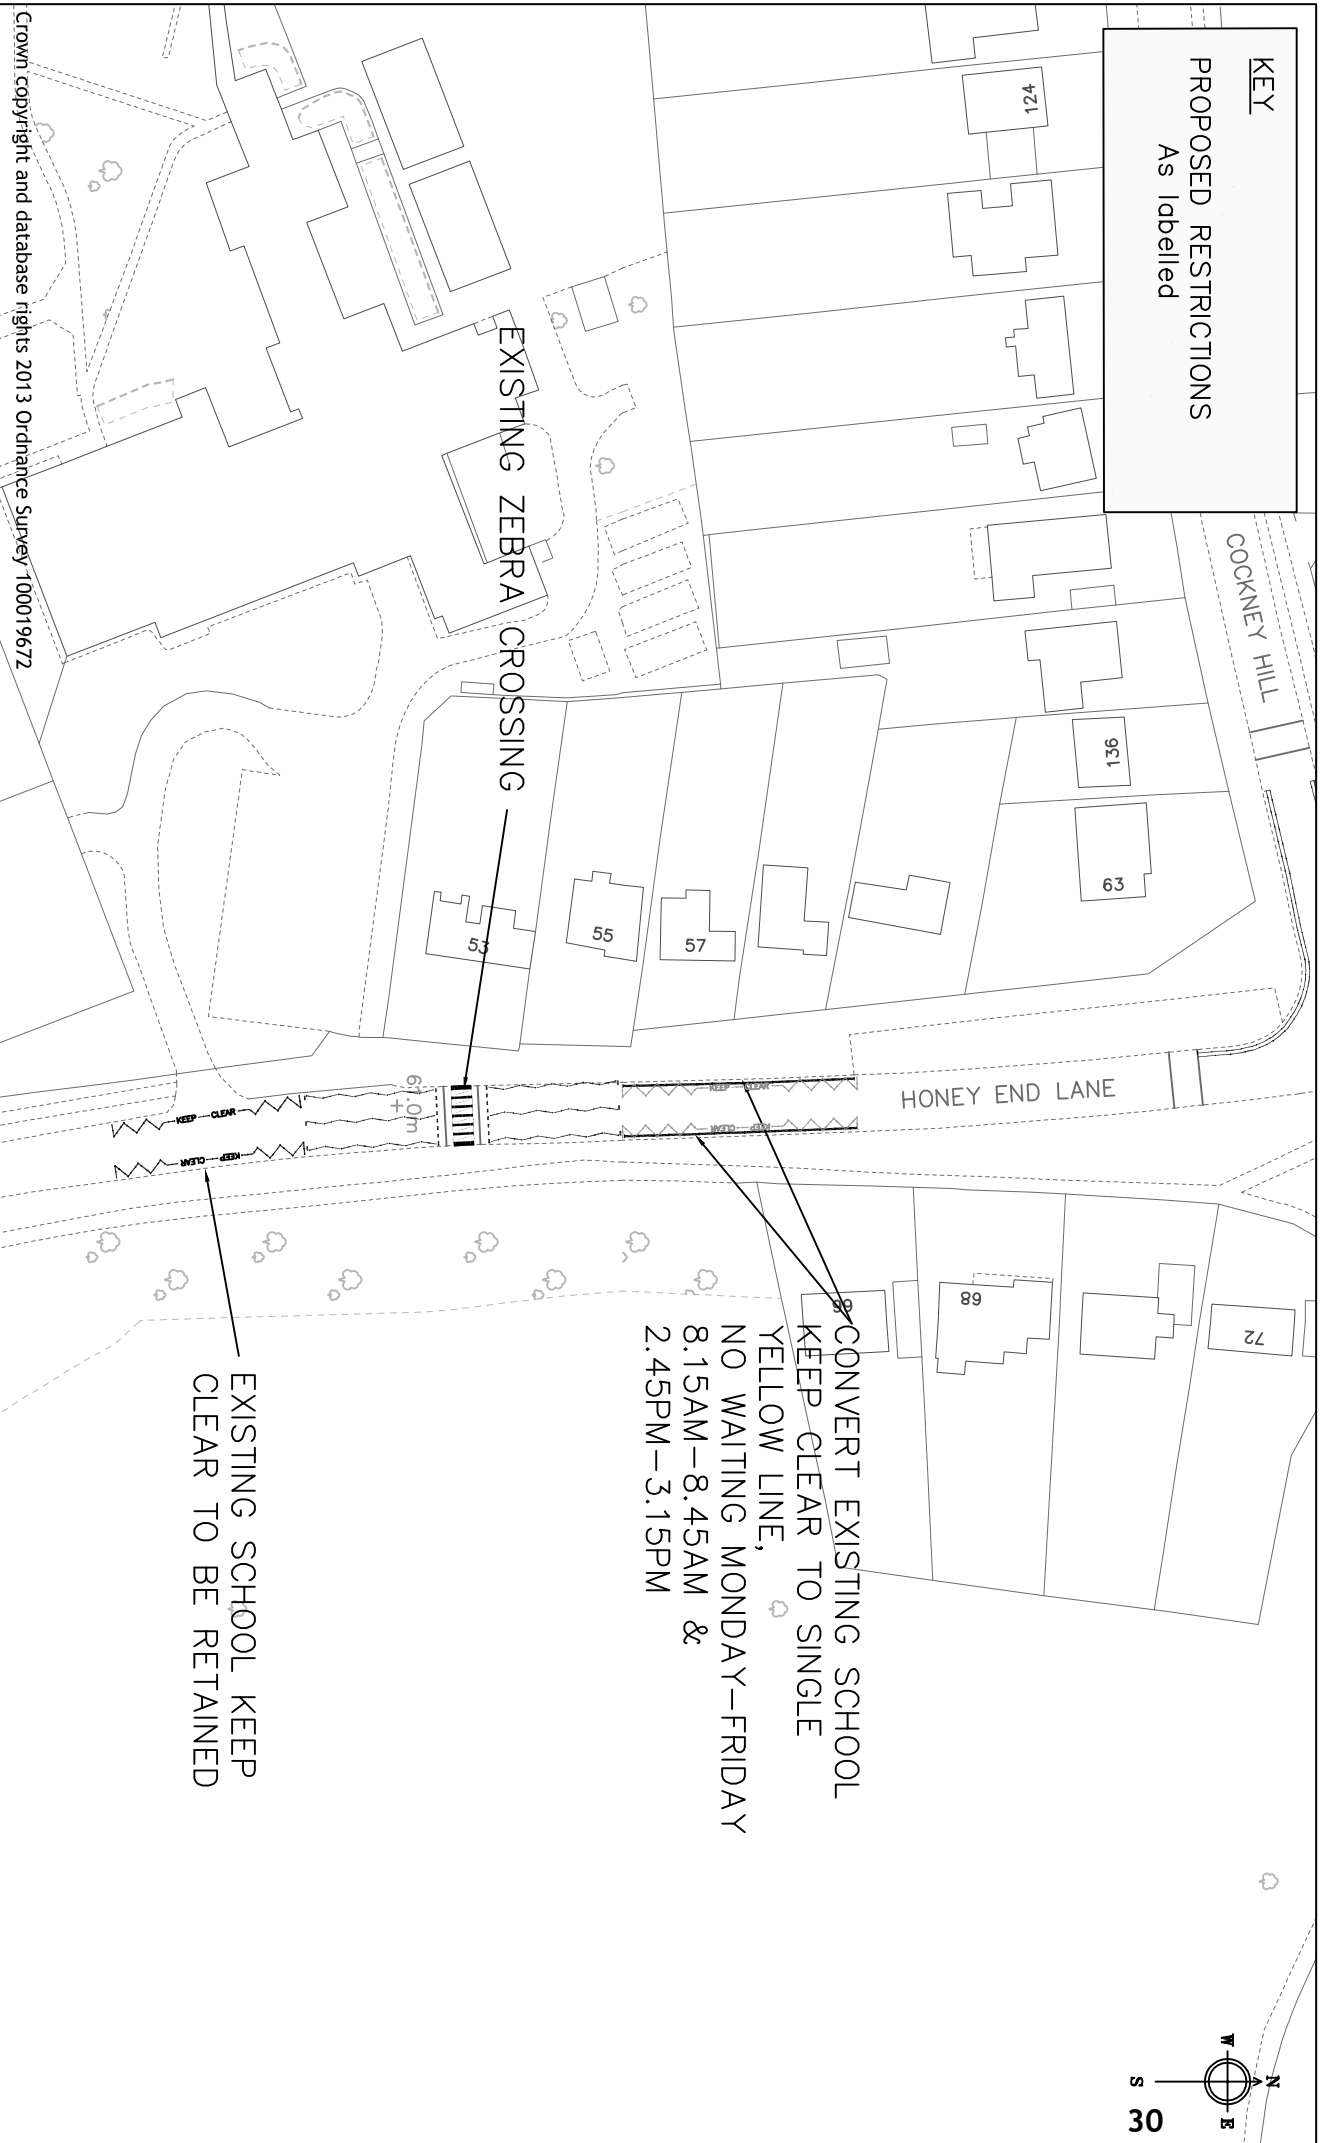 KEY
PROPOSED RESTRICTIONS
As labelled
COCKNEY HILL
124
136
63
EXISTING ZEBRA CROSSING
53
55
57
67.0m
HONEY END LANE
KEEP CLEAR
KEEP CLEAR
KEEP CLEAR
KEEP CLEAR
66
68
72
CONVERT EXISTING SCHOOL
KEEP CLEAR TO SINGLE
YELLOW LINE,
NO WAITING MONDAY-FRIDAY
8.15AM-8.45AM &
2.45PM-3.15PM
EXISTING SCHOOL KEEP
CLEAR TO BE RETAINED
N
W
E
S
30
Crown copyright and database rights 2013 Ordnance Survey 100019672